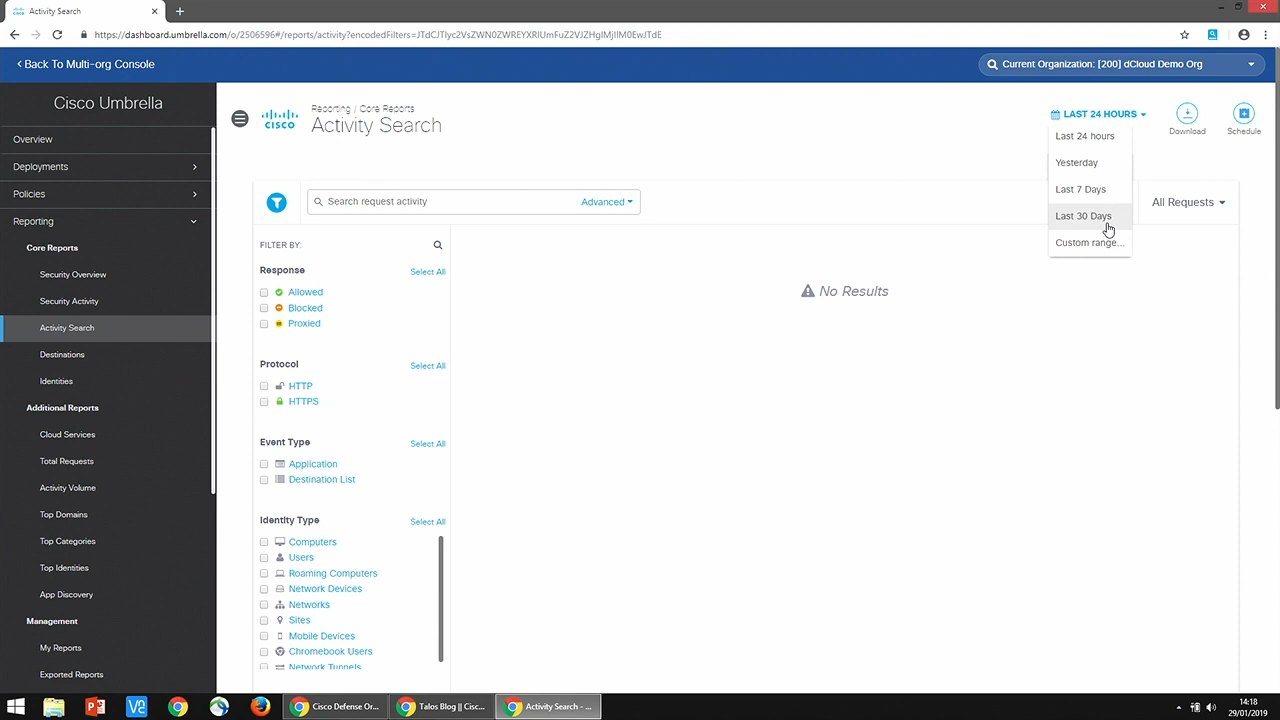 Activity Search
https://dashboard.umbrella.com/o/2506596#/reports/activity?encodedFilters=JTdCJTIyc2VsZWN0ZWREYXRlUmFuZ2VJZHglMjIlM0EwJTdE
Back To Multi-org Console
Current Organization: [200] dCloud Demo Org
Cisco Umbrella
Overview
Deployments
Policies
Reporting
Core Reports
Security Overview
Security Activity
Activity Search
Destinations
Identities
Additional Reports
Cloud Services
Total Requests
Activity Volume
Top Domains
Top Categories
Top Identities
App Discovery
Management
My Reports
Exported Reports
CISCO
Reporting / Core Reports
Activity Search
LAST 24 HOURS
Download
Schedule
Last 24 hours
Yesterday
Last 7 Days
Last 30 Days
Custom range...
Search request activity
Advanced
All Requests
FILTER BY:
Response Select All
Allowed
Blocked
Proxied
Protocol Select All
HTTP
HTTPS
Event Type Select All
Application
Destination List
Identity Type Select All
Computers
Users
Roaming Computers
Network Devices
Networks
Sites
Mobile Devices
Chromebook Users
Network Tunnels
No Results
Cisco Defense Or...
Talos Blog || Cisc...
Activity Search - ...
14:18
29/01/2019